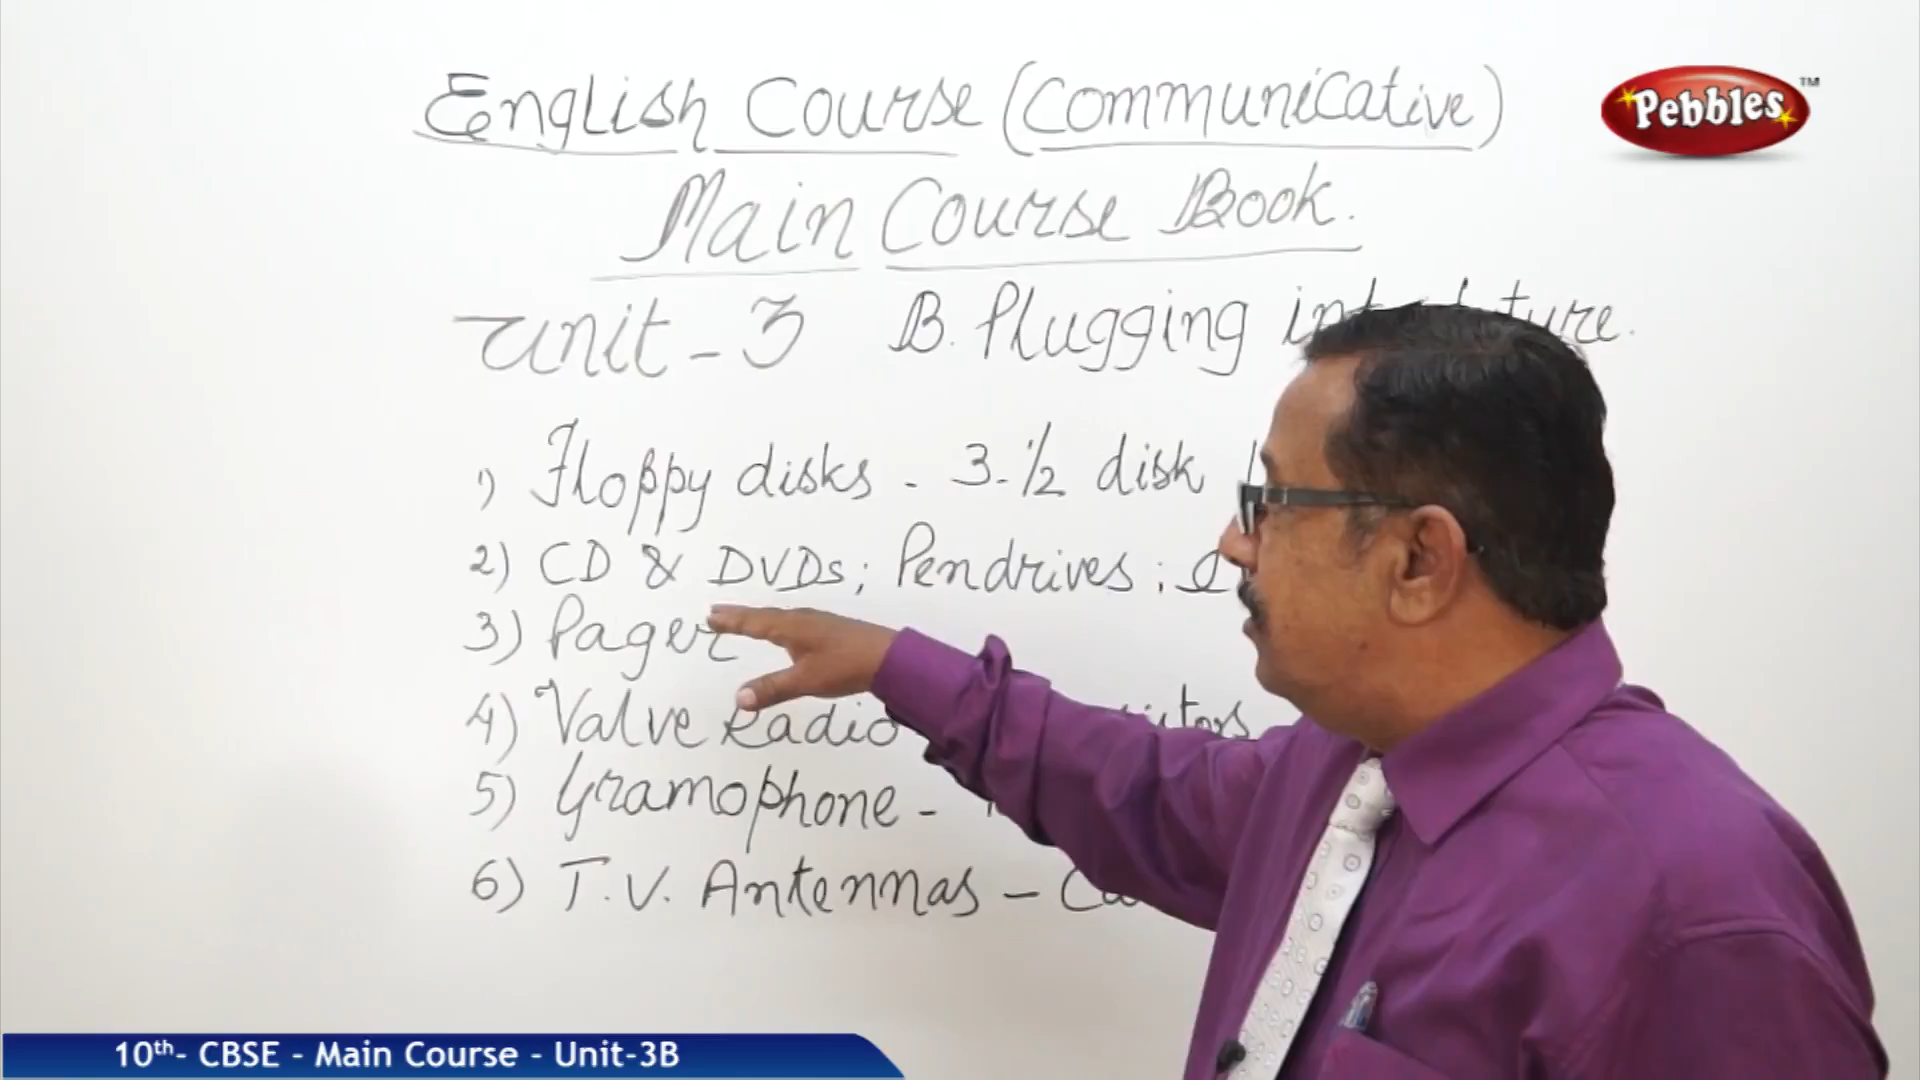 English Course (Communicative)
Pebbles™
Main Course Book.
Unit - 3 B. Plugging
1) Floppy disks - 3-1/2 disk
2) CD & DVDs; Pendrives;
3) Pager
4) Valve Radio
5) Gramophone -
6) T.V. Antennas -
10th- CBSE - Main Course - Unit-3B